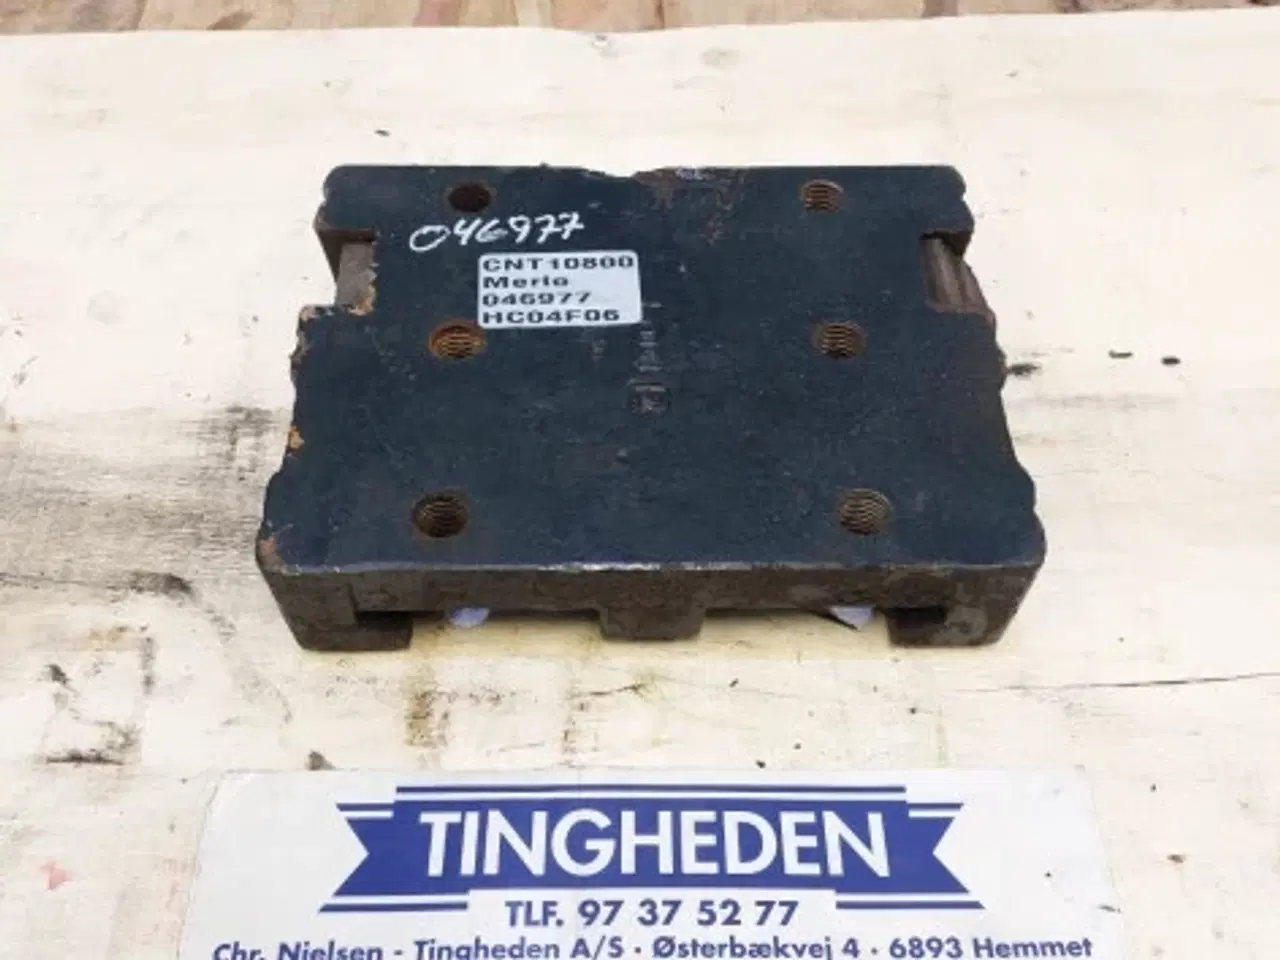 046977
CNT10800
Merlo
046977
HC04F06
TINGHEDEN
TLF. 97 37 52 77
Chr. Nielsen - Tingheden A/S · Østerbækvej 4 · 6893 Hemmet